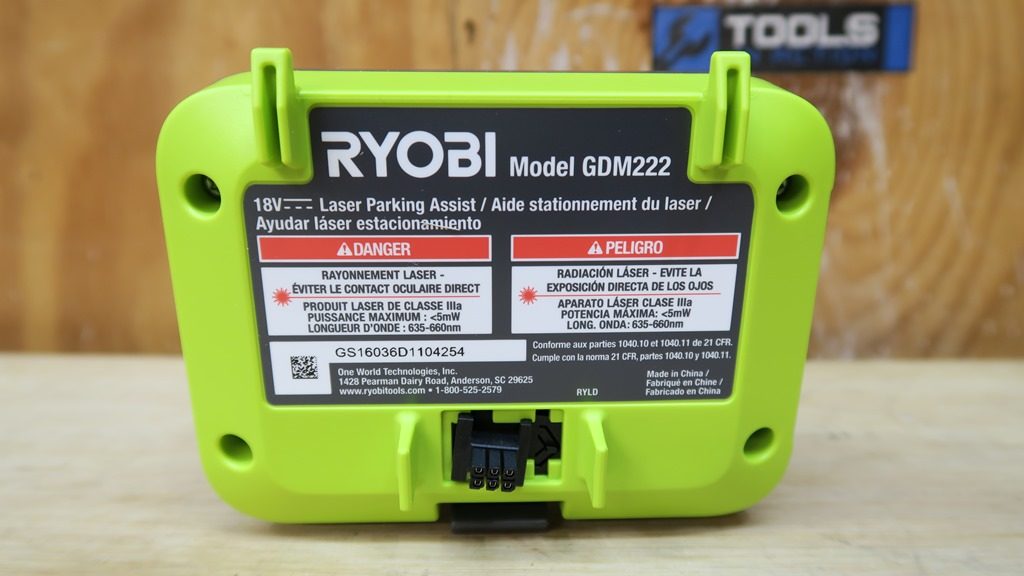 TOOLS
RYOBI Model GDM222
18V Laser Parking Assist / Aide stationnement du laser /
Ayudar láser estacionamiento
DANGER
RAYONNEMENT LASER -
ÉVITER LE CONTACT OCULAIRE DIRECT
PRODUIT LASER DE CLASSE IIIa
PUISSANCE MAXIMUM : <5mW
LONGUEUR D'ONDE : 635-660nm
PELIGRO
RADIACIÓN LÁSER - EVITE LA
EXPOSICIÓN DIRECTA DE LOS OJOS
APARATO LÁSER CLASE IIIa
POTENCIA MÁXIMA: <5mW
LONG. ONDA: 635-660nm
GS16036D1104254
Conforme aux parties 1040.10 et 1040.11 de 21 CFR.
Cumple con la norma 21 CFR, partes 1040.10 y 1040.11.
One World Technologies, Inc.
1428 Pearman Dairy Road, Anderson, SC 29625
www.ryobitools.com • 1-800-525-2579
RYLD
Made in China /
Fabriqué en Chine /
Fabricado en China